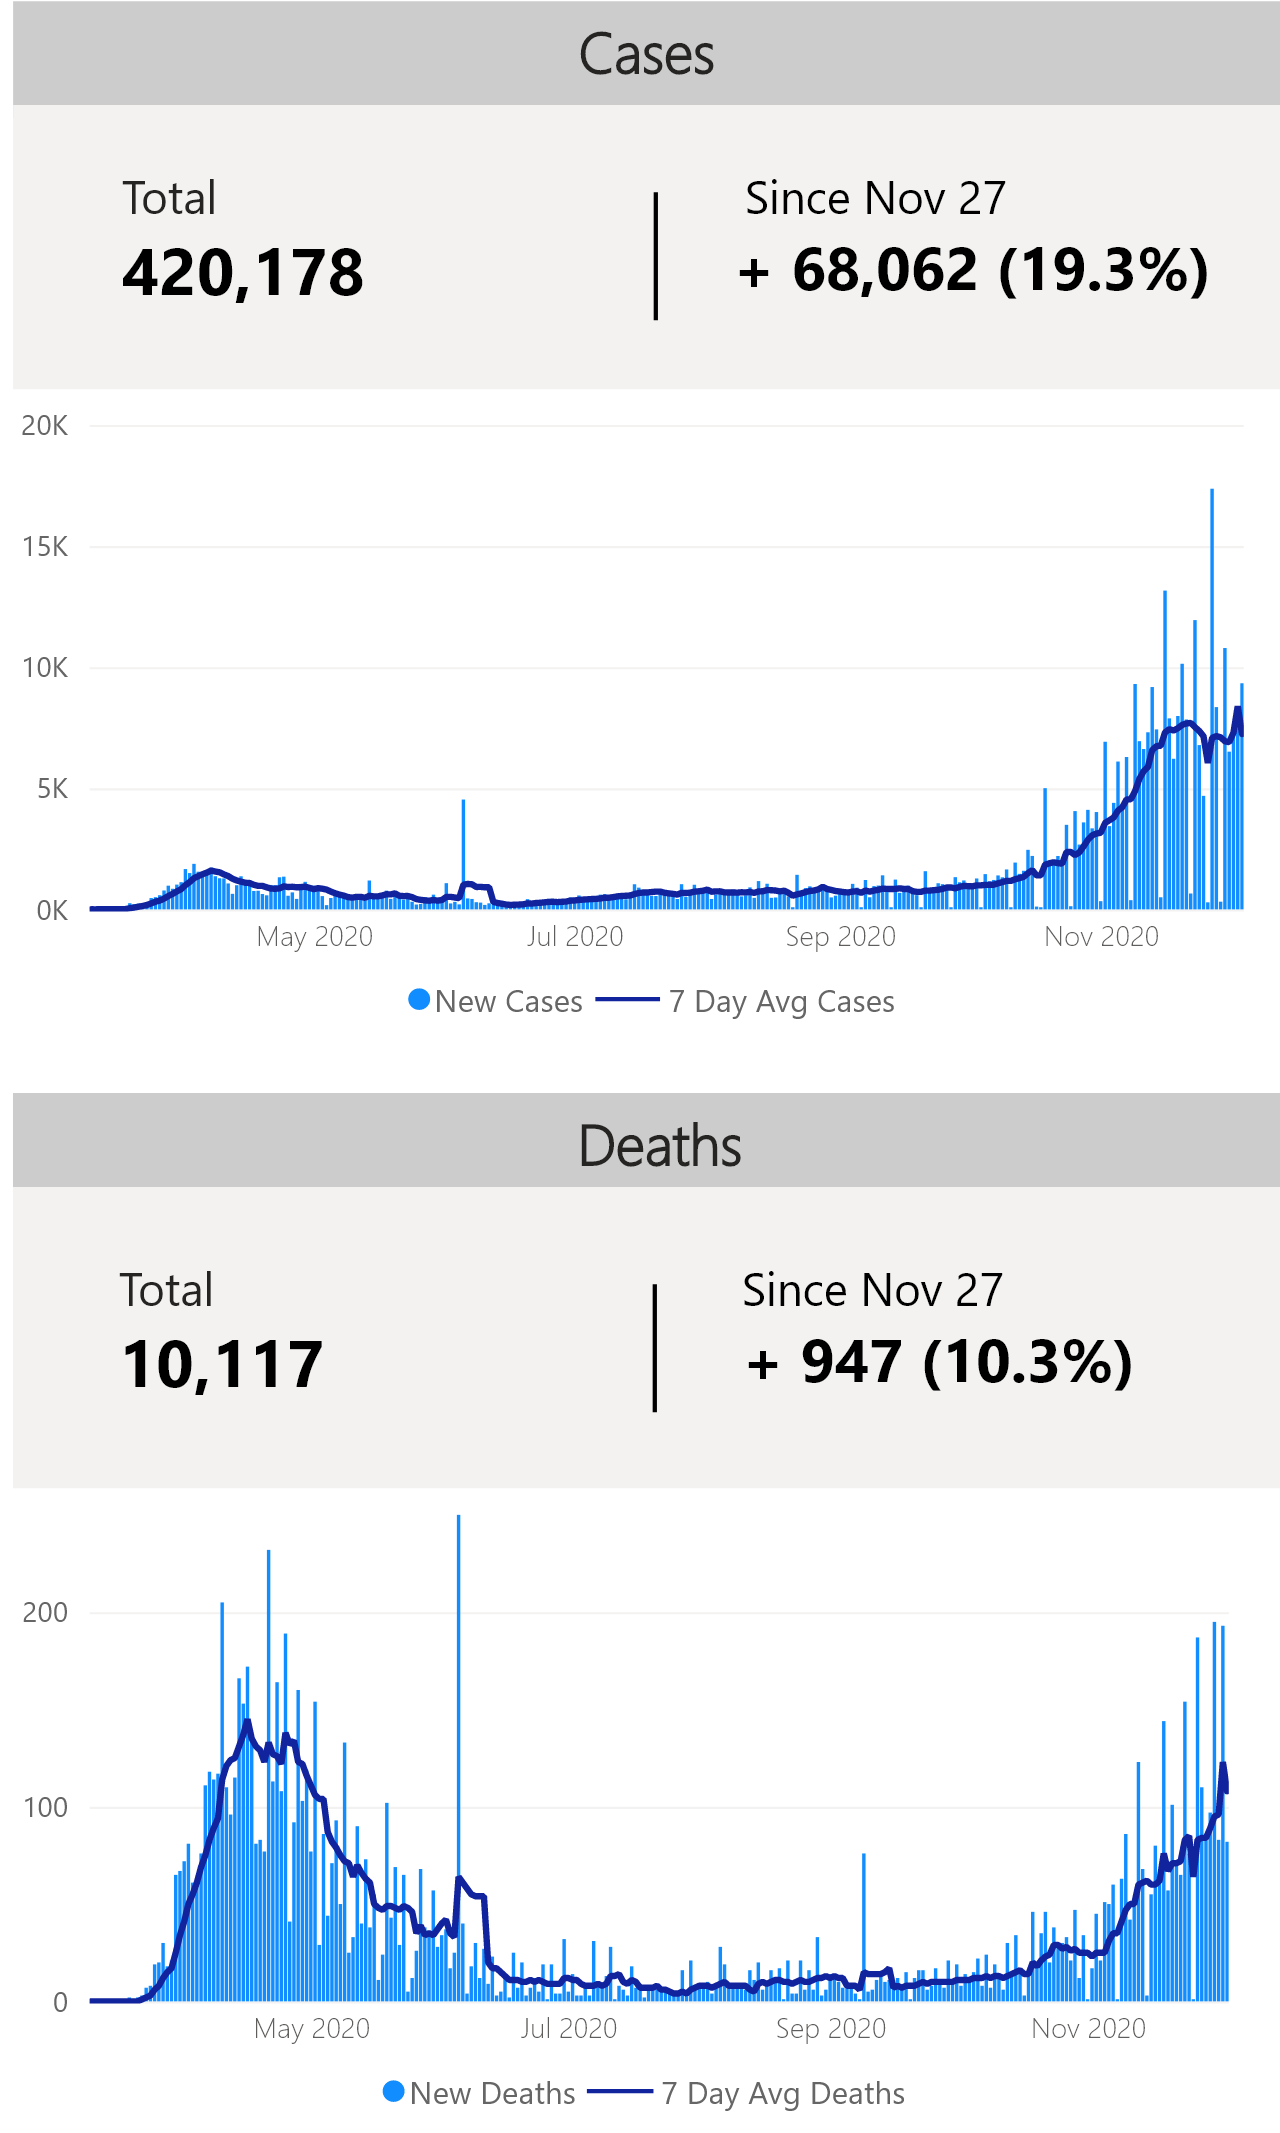 Cases
Total
Since Nov 27
420,178
+ 68,062 (19.3%)
20K
15K
10K
5K
0K
May 2020
Jul 2020
Sep 2020
Nov 2020
New Cases
7 Day Avg Cases
Deaths
Total
Since Nov 27
10,117
+ 947 (10.3%)
200
100
0
May 2020
Jul 2020
Sep 2020
Nov 2020
New Deaths
7 Day Avg Deaths